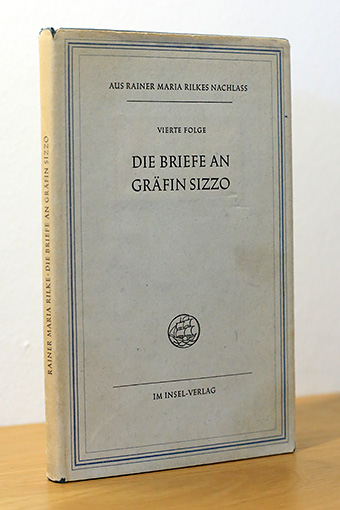 AUS RAINER MARIA RILKES NACHLASS
VIERTE FOLGE
DIE BRIEFE AN
GRÄFIN SIZZO
IM INSEL-VERLAG
RAINER MARIA RILKE · DIE BRIEFE AN GRÄFIN SIZZO